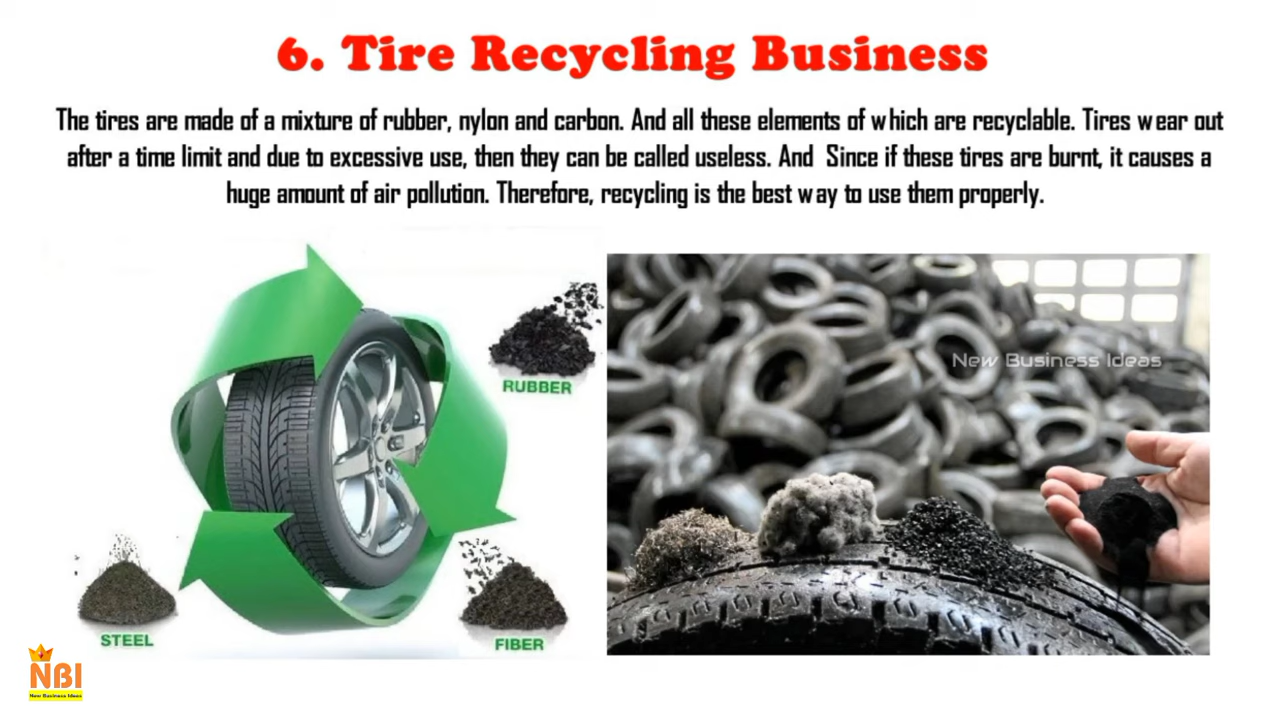 6. Tire Recycling Business
The tires are made of a mixture of rubber, nylon and carbon. And all these elements of which are recyclable. Tires wear out
after a time limit and due to excessive use, then they can be called useless. And Since if these tires are burnt, it causes a
huge amount of air pollution. Therefore, recycling is the best way to use them properly.
RUBBER
New Business Ideas
STEEL
FIBER
NBI
New Business Ideas